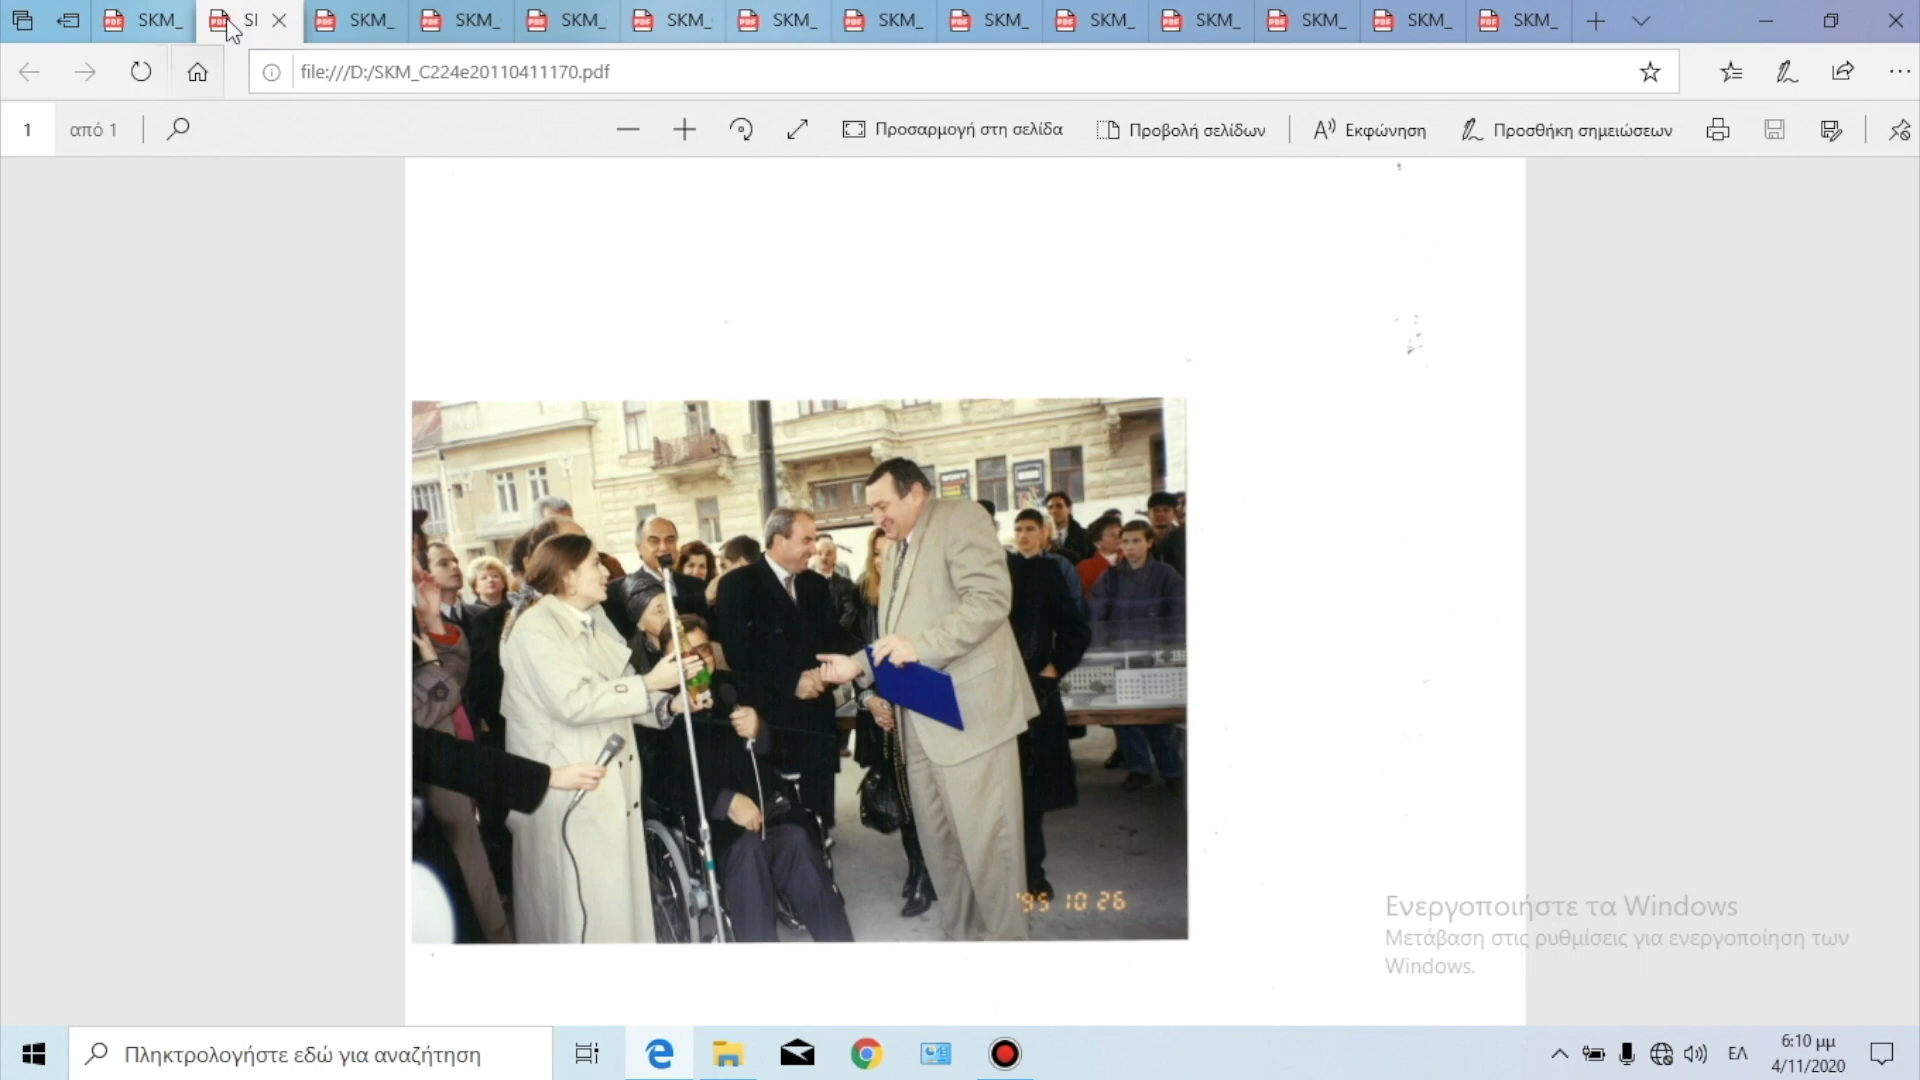 SKM_
SI
SKM_
SKM_
SKM_
SKM_
SKM_
SKM_
SKM_
SKM_
SKM_
SKM_
SKM_
SKM_
file:///D:/SKM_C224e20110411170.pdf
1 από 1
Προσαρμογή στη σελίδα
Προβολή σελίδων
Εκφώνηση
Προσθήκη σημειώσεων
'95 10 26
Ενεργοποιήστε τα Windows
Μετάβαση στις ρυθμίσεις για ενεργοποίηση των
Windows.
Πληκτρολογήστε εδώ για αναζήτηση
ΕΛ
6:10 μμ
4/11/2020